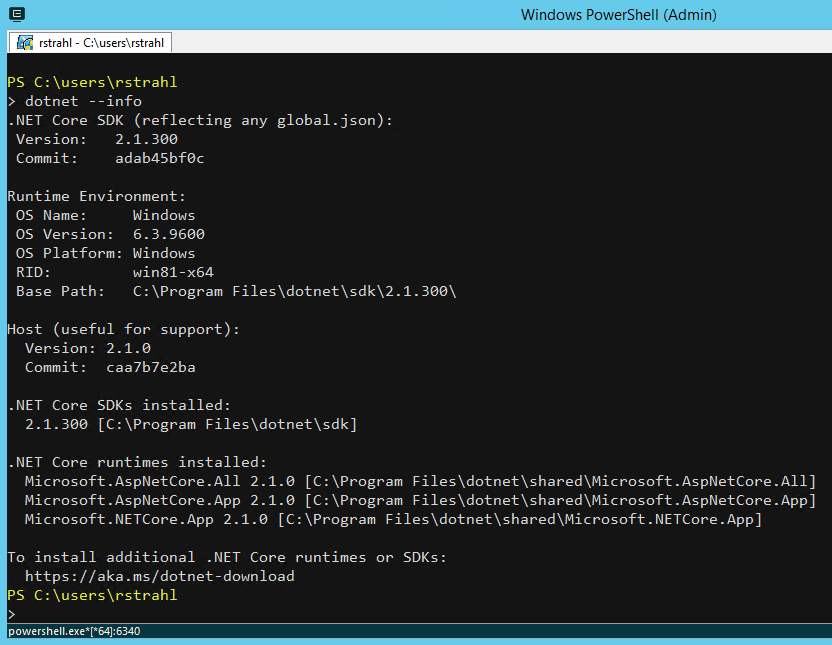 Windows PowerShell (Admin)
rstrahl - C:\users\rstrahl
PS C:\users\rstrahl
> dotnet --info
.NET Core SDK (reflecting any global.json):
Version:   2.1.300
Commit:    adab45bf0c
Runtime Environment:
OS Name:     Windows
OS Version:  6.3.9600
OS Platform: Windows
RID:         win81-x64
Base Path:   C:\Program Files\dotnet\sdk\2.1.300\
Host (useful for support):
Version: 2.1.0
Commit:  caa7b7e2ba
.NET Core SDKs installed:
2.1.300 [C:\Program Files\dotnet\sdk]
.NET Core runtimes installed:
Microsoft.AspNetCore.All 2.1.0 [C:\Program Files\dotnet\shared\Microsoft.AspNetCore.All]
Microsoft.AspNetCore.App 2.1.0 [C:\Program Files\dotnet\shared\Microsoft.AspNetCore.App]
Microsoft.NETCore.App 2.1.0 [C:\Program Files\dotnet\shared\Microsoft.NETCore.App]
To install additional .NET Core runtimes or SDKs:
https://aka.ms/dotnet-download
PS C:\users\rstrahl
>
powershell.exe*[*64]:6340